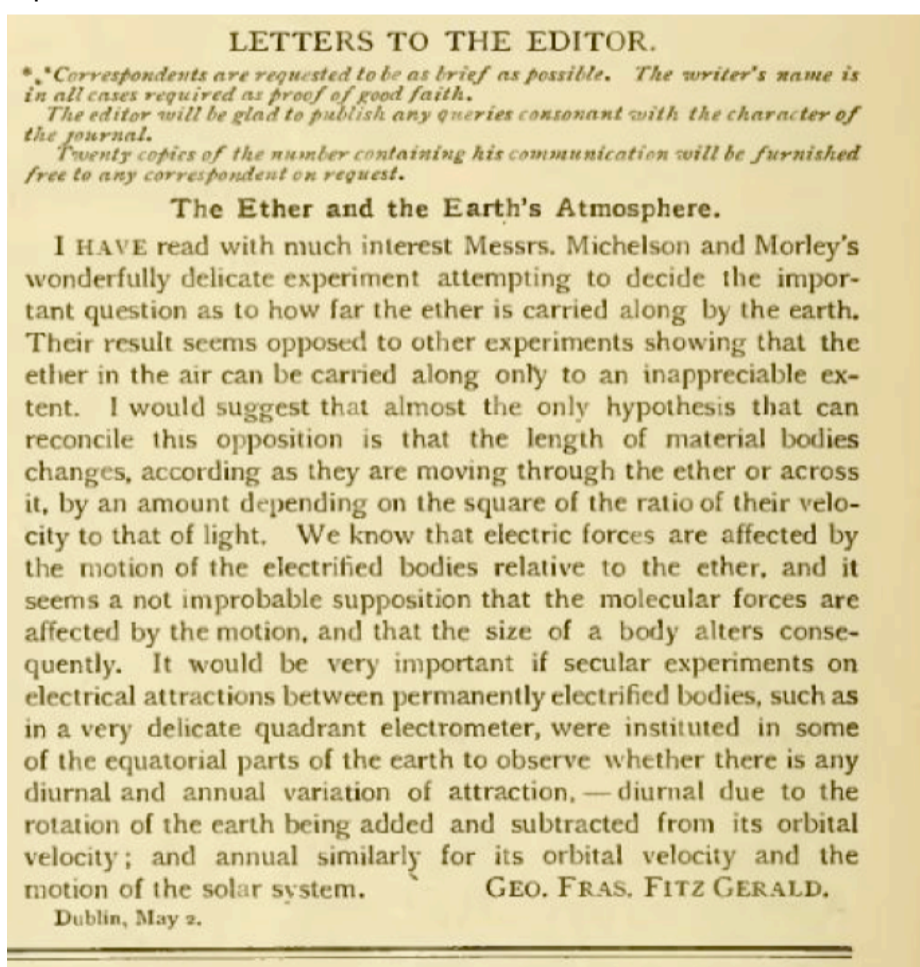 LETTERS TO THE EDITOR.
*.*Correspondents are requested to be as brief as possible. The writer's name is
in all cases required as proof of good faith.
The editor will be glad to publish any queries consonant with the character of
the journal.
Twenty copies of the number containing his communication will be furnished
free to any correspondent on request.
The Ether and the Earth's Atmosphere.
I HAVE read with much interest Messrs. Michelson and Morley's
wonderfully delicate experiment attempting to decide the impor-
tant question as to how far the ether is carried along by the earth.
Their result seems opposed to other experiments showing that the
ether in the air can be carried along only to an inappreciable ex-
tent. I would suggest that almost the only hypothesis that can
reconcile this opposition is that the length of material bodies
changes, according as they are moving through the ether or across
it, by an amount depending on the square of the ratio of their velo-
city to that of light. We know that electric forces are affected by
the motion of the electrified bodies relative to the ether, and it
seems a not improbable supposition that the molecular forces are
affected by the motion, and that the size of a body alters conse-
quently. It would be very important if secular experiments on
electrical attractions between permanently electrified bodies, such as
in a very delicate quadrant electrometer, were instituted in some
of the equatorial parts of the earth to observe whether there is any
diurnal and annual variation of attraction, — diurnal due to the
rotation of the earth being added and subtracted from its orbital
velocity; and annual similarly for its orbital velocity and the
motion of the solar system. GEO. FRAS. FITZ GERALD.
Dublin, May 2.